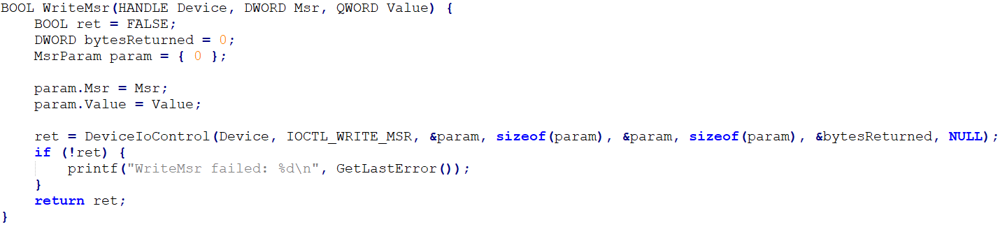 BOOL WriteMsr(HANDLE Device, DWORD Msr, QWORD Value) {
    BOOL ret = FALSE;
    DWORD bytesReturned = 0;
    MsrParam param = { 0 };

    param.Msr = Msr;
    param.Value = Value;

    ret = DeviceIoControl(Device, IOCTL_WRITE_MSR, &param, sizeof(param), &param, sizeof(param), &bytesReturned, NULL);
    if (!ret) {
        printf("WriteMsr failed: %d\n", GetLastError());
    }
    return ret;
}